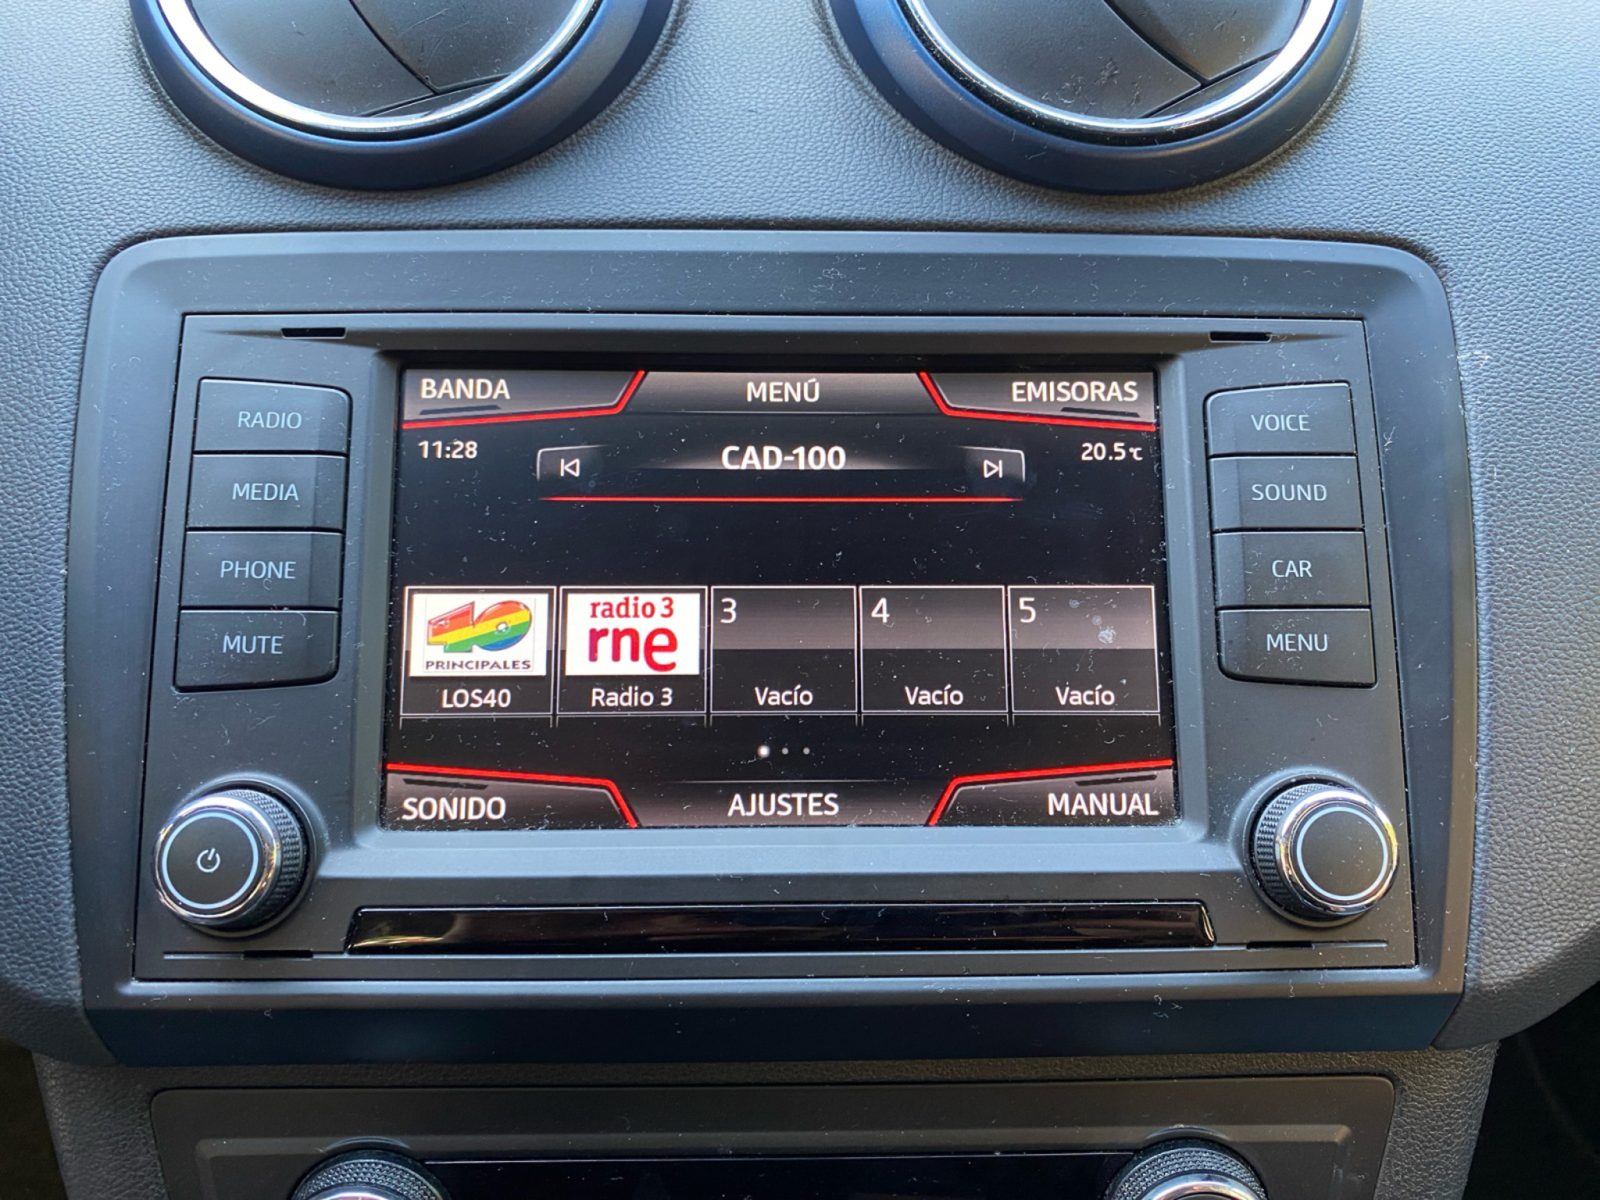 BANDA MENÚ EMISORAS
11:28 CAD-100 20.5°C
RADIO
MEDIA
PHONE
MUTE
40
PRINCIPALES
LOS40
radio 3
rne
Radio 3
3
Vacío
4
Vacío
5
Vacío
SONIDO AJUSTES MANUAL
VOICE
SOUND
CAR
MENU